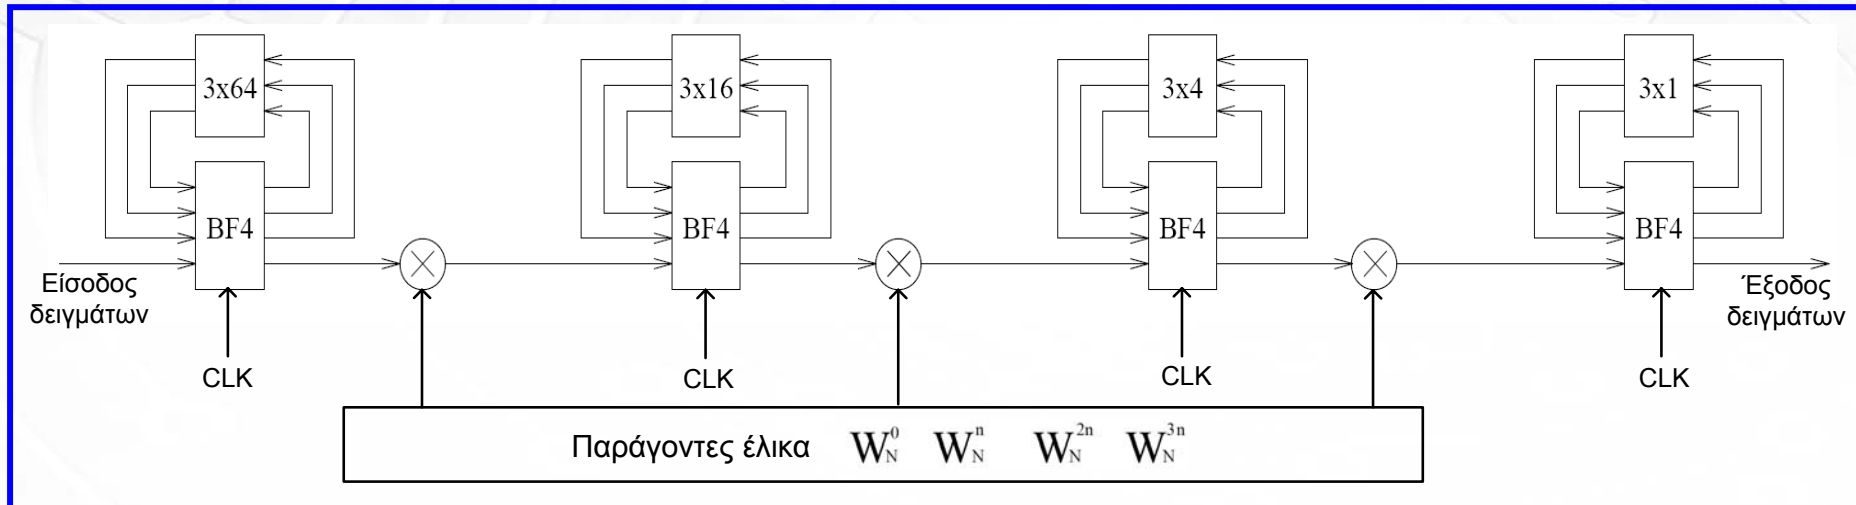 3x64 3x16 3x4 3x1
BF4 BF4 BF4 BF4
Είσοδος
δειγμάτων
Έξοδος
δειγμάτων
CLK CLK CLK CLK
Παράγοντες έλικα W_N^0 W_N^n W_N^{2n} W_N^{3n}